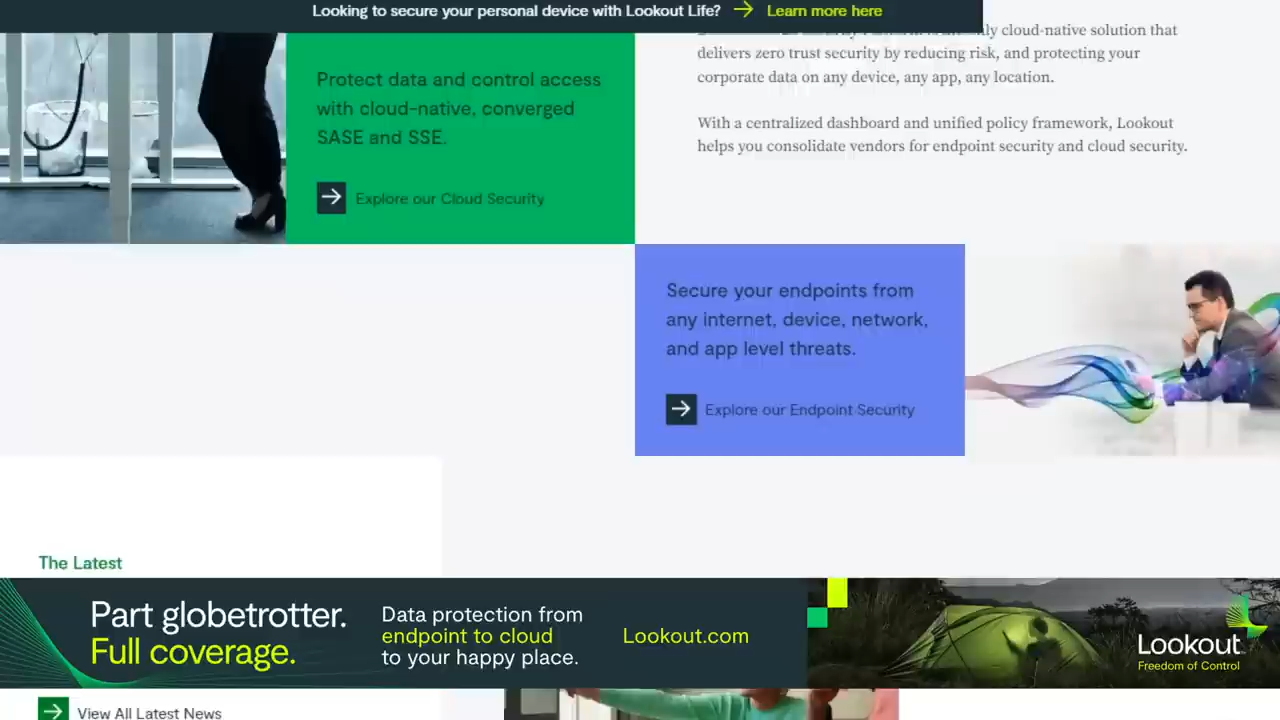 Looking to secure your personal device with Lookout Life? → Learn more here
cloud-native solution that
delivers zero trust security by reducing risk, and protecting your
corporate data on any device, any app, any location.
With a centralized dashboard and unified policy framework, Lookout
helps you consolidate vendors for endpoint security and cloud security.
Protect data and control access
with cloud-native, converged
SASE and SSE.
Explore our Cloud Security
Secure your endpoints from
any internet, device, network,
and app level threats.
Explore our Endpoint Security
The Latest
Part globetrotter.
Full coverage.
Data protection from
endpoint to cloud
to your happy place.
Lookout.com
Lookout
Freedom of Control
View All Latest News